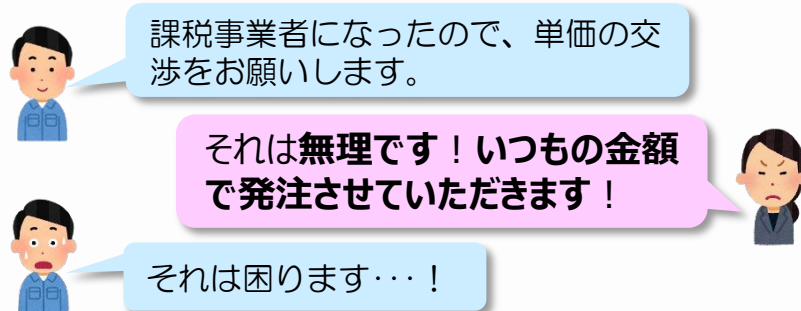 課税事業者になったので、単価の交
渉をお願いします。
それは無理です！いつもの金額
で発注させていただきます！
それは困ります･･･！